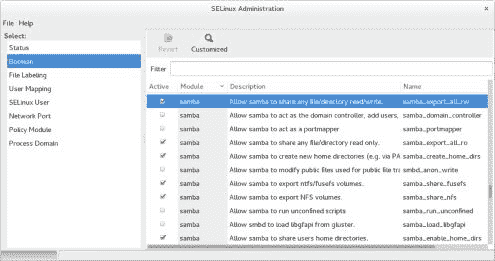 SELinux Administration
×
File Help
Select:
Status
Boolean
File Labeling
User Mapping
SELinux User
Network Port
Policy Module
Process Domain
Revert Customized
Filter
Active Module Description Name
samba Allow samba to share any file/directory read/write. samba_export_all_rw
samba Allow samba to act as the domain controller, add users, samba_domain_controller
samba Allow samba to act as a portmapper samba_portmapper
samba Allow samba to share any file/directory read only. samba_export_all_ro
samba Allow samba to create new home directories (e.g. via PA samba_create_home_dirs
samba Allow samba to modify public files used for public file tra smbd_anon_write
samba Allow samba to export ntfs/fusefs volumes. samba_share_fusefs
samba Allow samba to export NFS volumes. samba_share_nfs
samba Allow samba to run unconfined scripts samba_run_unconfined
samba Allow smbd to load libgfapi from gluster. samba_load_libgfapi
samba Allow samba to share users home directories. samba_enable_home_dirs